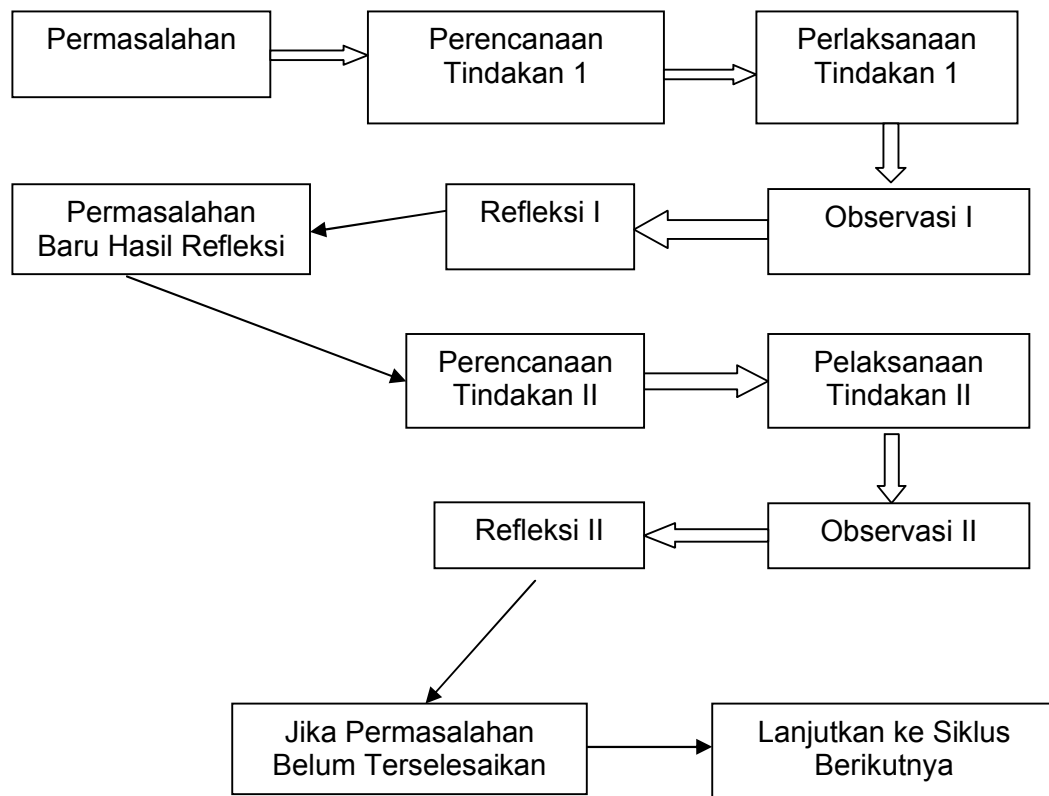 Permasalahan
Perencanaan
Tindakan 1
Perlaksanaan
Tindakan 1
Permasalahan
Baru Hasil Refleksi
Refleksi I
Observasi I
Perencanaan
Tindakan II
Pelaksanaan
Tindakan II
Refleksi II
Observasi II
Jika Permasalahan
Belum Terselesaikan
Lanjutkan ke Siklus
Berikutnya